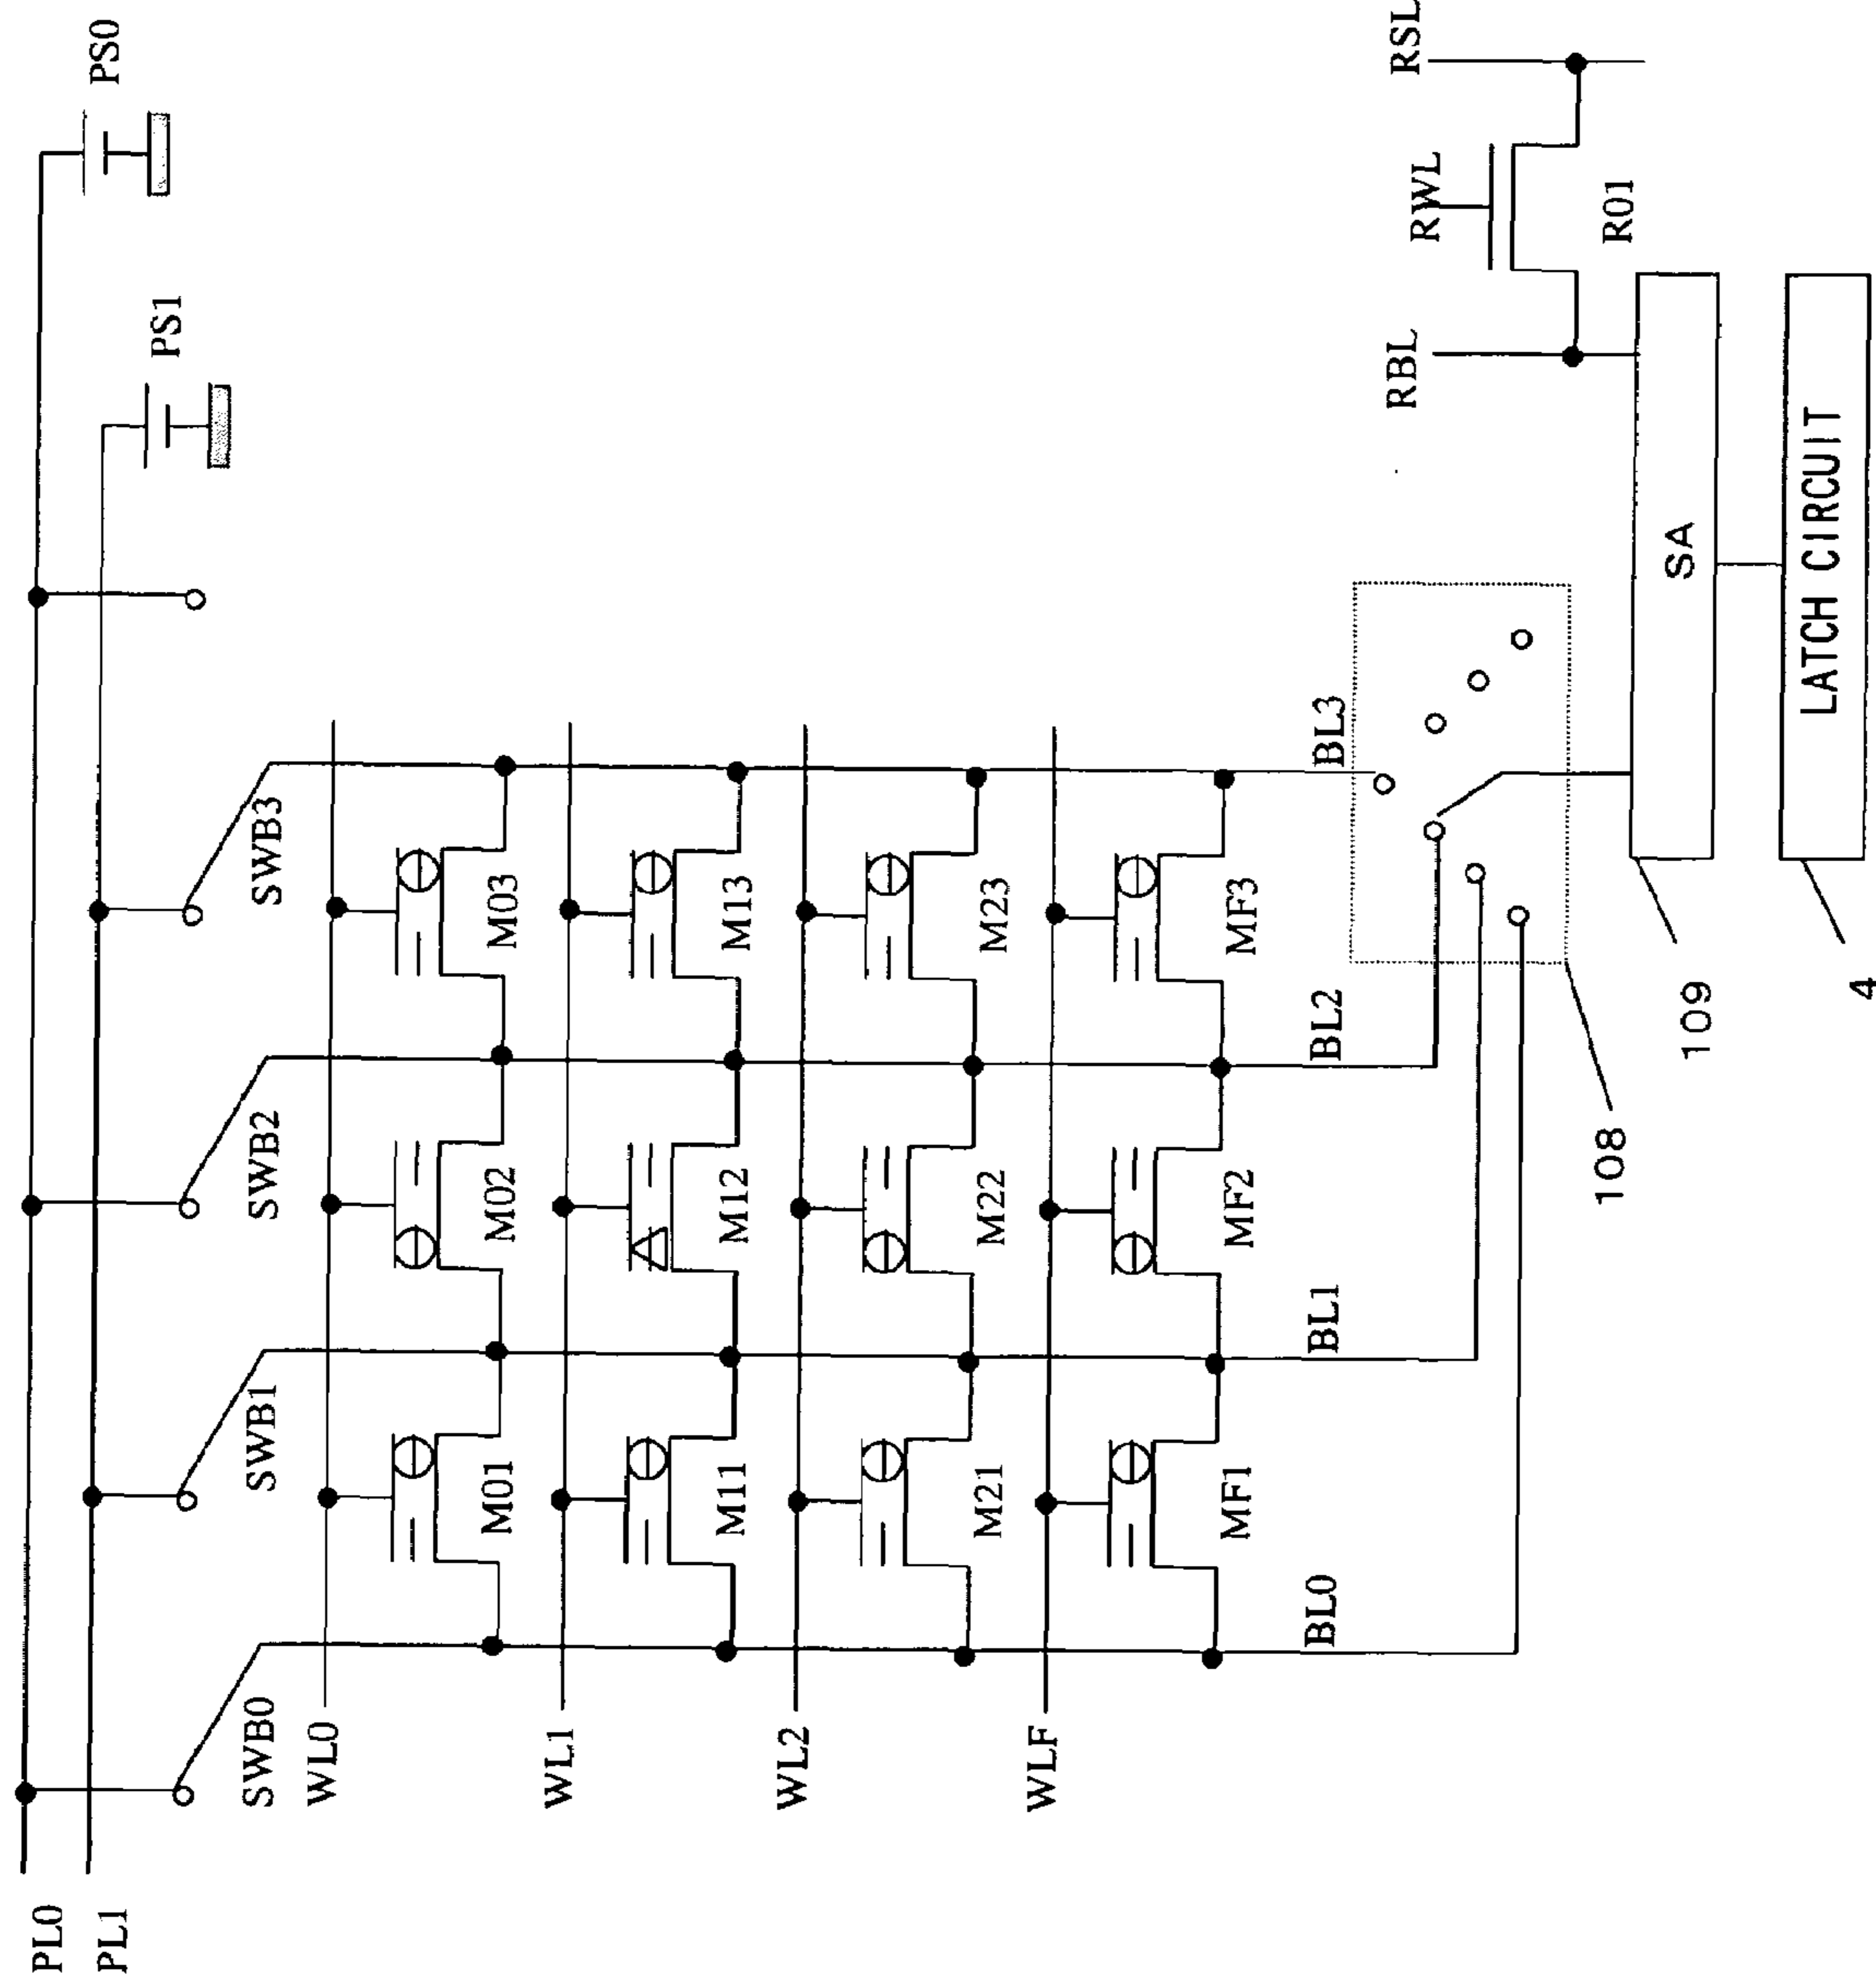 PL0
PL1
PS0
PS1
SWB0
SWB1
SWB2
SWB3
WL0
M01
M02
M03
WL1
M11
M12
M13
WL2
M21
M22
M23
WLF
MF1
MF2
MF3
BL0
BL1
BL2
BL3
RBL
RWL
RSL
R01
108
SA
109
LATCH CIRCUIT
4